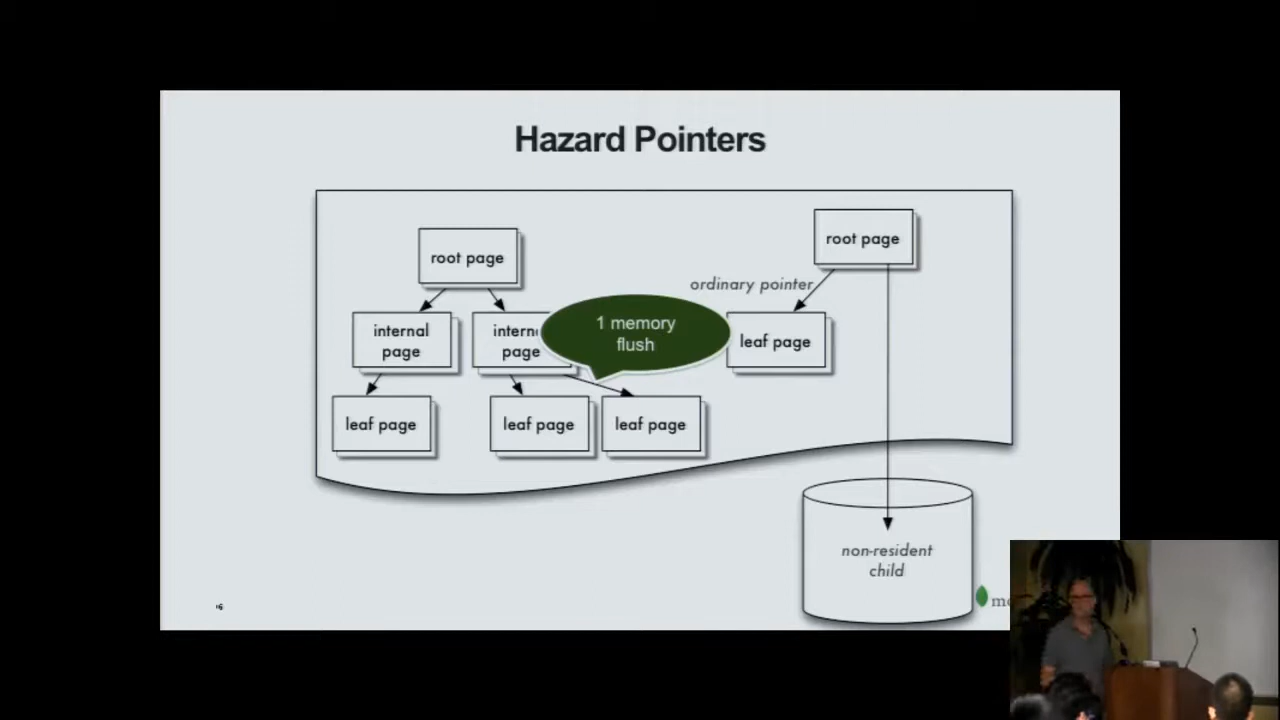 Hazard Pointers
root page
root page
ordinary pointer
internal
page
page
1 memory
flush
leaf page
leaf page
leaf page
leaf page
non-resident
child